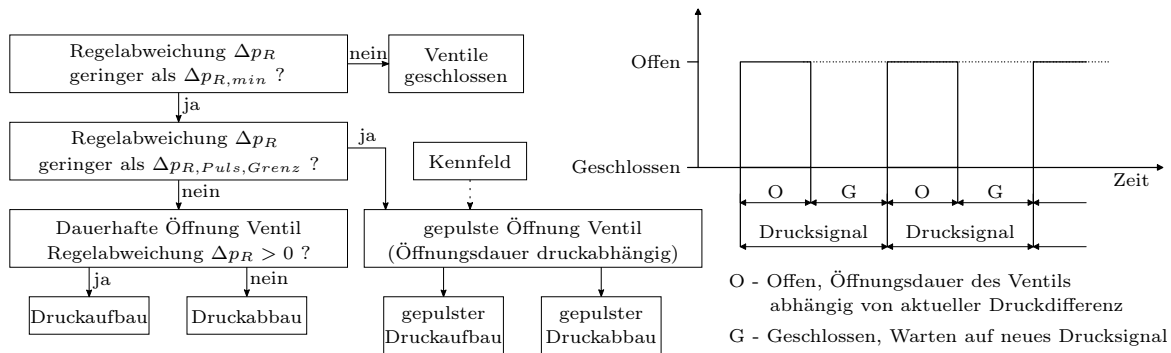 Regelabweichung Δp_R
geringer als Δp_{R,min} ?
nein
Ventile
geschlossen
ja
Regelabweichung Δp_R
geringer als Δp_{R,Puls,Grenz} ?
ja
Kennfeld
nein
Dauerhafte Öffnung Ventil
Regelabweichung Δp_R > 0 ?
gepulste Öffnung Ventil
(Öffnungsdauer druckabhängig)
ja
nein
Druckaufbau
Druckabbau
gepulster
Druckaufbau
gepulster
Druckabbau
Offen
Geschlossen
Zeit
O
G
O
G
Drucksignal
Drucksignal
O - Offen, Öffnungsdauer des Ventils
abhängig von aktueller Druckdifferenz
G - Geschlossen, Warten auf neues Drucksignal